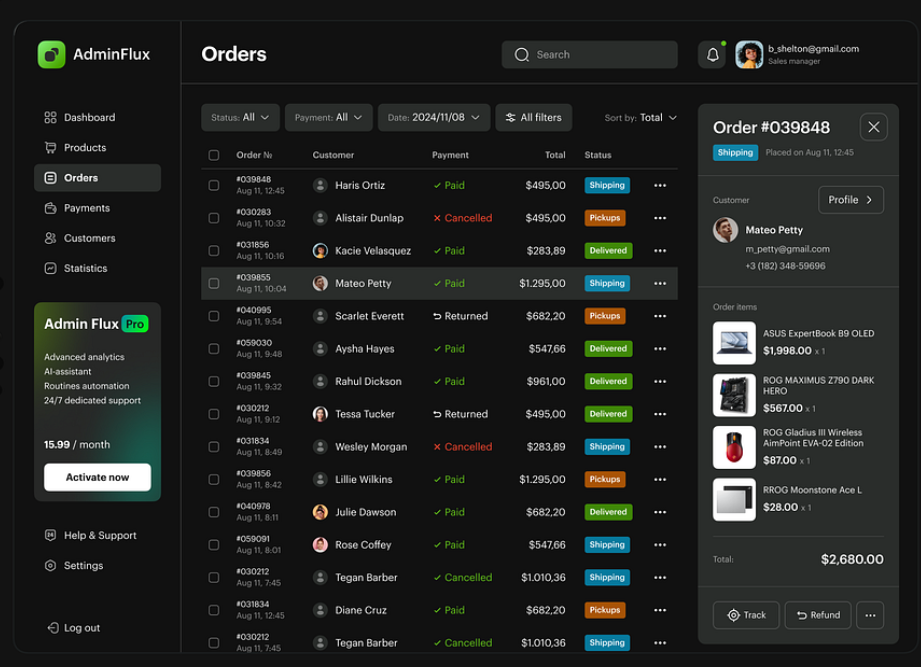 AdminFlux
Orders
Search
b_shelton@gmail.com
Sales manager
Dashboard
Products
Orders
Payments
Customers
Statistics
Admin Flux Pro
Advanced analytics
AI-assistant
Routines automation
24/7 dedicated support
15.99 / month
Activate now
Help & Support
Settings
Log out
Status: All
Payment: All
Date: 2024/11/08
All filters
Sort by: Total
Order № Customer Payment Total Status
#039848 Haris Ortiz Paid $495,00 Shipping
Aug 11, 12:45
#030283 Alistair Dunlap Cancelled $495,00 Pickups
Aug 11, 10:32
#031856 Kacie Velasquez Paid $283,89 Delivered
Aug 11, 10:16
#039855 Mateo Petty Paid $1.295,00 Shipping
Aug 11, 10:04
#040995 Scarlet Everett Returned $682,20 Pickups
Aug 11, 9:54
#059030 Aysha Hayes Paid $547,66 Delivered
Aug 11, 9:48
#039845 Rahul Dickson Paid $961,00 Delivered
Aug 11, 9:32
#030212 Tessa Tucker Returned $495,00 Delivered
Aug 11, 9:12
#031834 Wesley Morgan Cancelled $283,89 Shipping
Aug 11, 8:49
#039856 Lillie Wilkins Paid $1.295,00 Pickups
Aug 11, 8:42
#040978 Julie Dawson Paid $682,20 Delivered
Aug 11, 8:11
#059091 Rose Coffey Paid $547,66 Shipping
Aug 11, 8:01
#030212 Tegan Barber Cancelled $1.010,36 Shipping
Aug 11, 7:45
#031834 Diane Cruz Paid $682,20 Pickups
Aug 11, 12:45
#030212 Tegan Barber Cancelled $1.010,36 Shipping
Aug 11, 7:45
Order #039848
Shipping Placed on Aug 11, 12:45
Customer
Profile
Mateo Petty
m_petty@gmail.com
+3 (182) 348-59696
Order items
ASUS ExpertBook B9 OLED
$1,998.00 x 1
ROG MAXIMUS Z790 DARK
HERO
$567.00 x 1
ROG Gladius III Wireless
AimPoint EVA-02 Edition
$87.00 x 1
RROG Moonstone Ace L
$28.00 x 1
Total: $2,680.00
Track
Refund